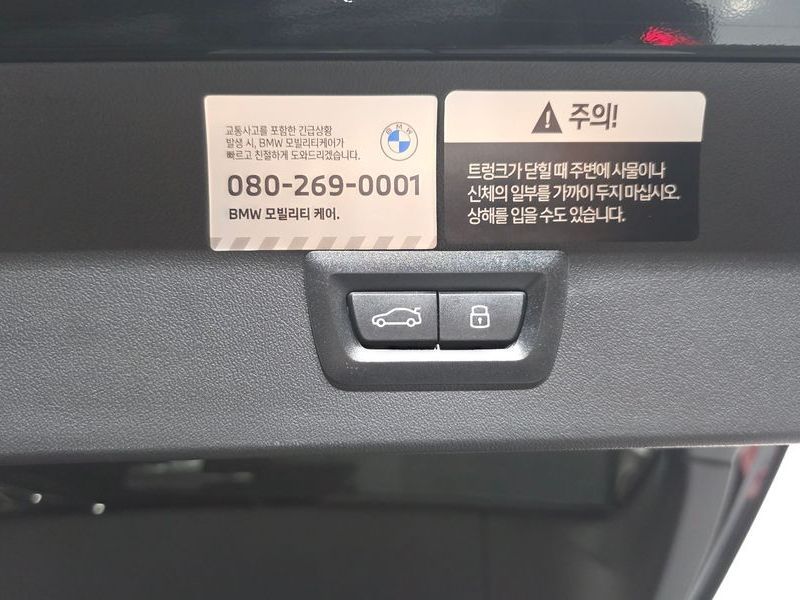 교통사고를 포함한 긴급상황
발생 시, BMW 모빌리티케어가
빠르고 친절하게 도와드리겠습니다.
BMW
080-269-0001
BMW 모빌리티 케어.
주의!
트렁크가 닫힐 때 주변에 사물이나
신체의 일부를 가까이 두지 마십시오.
상해를 입을 수도 있습니다.